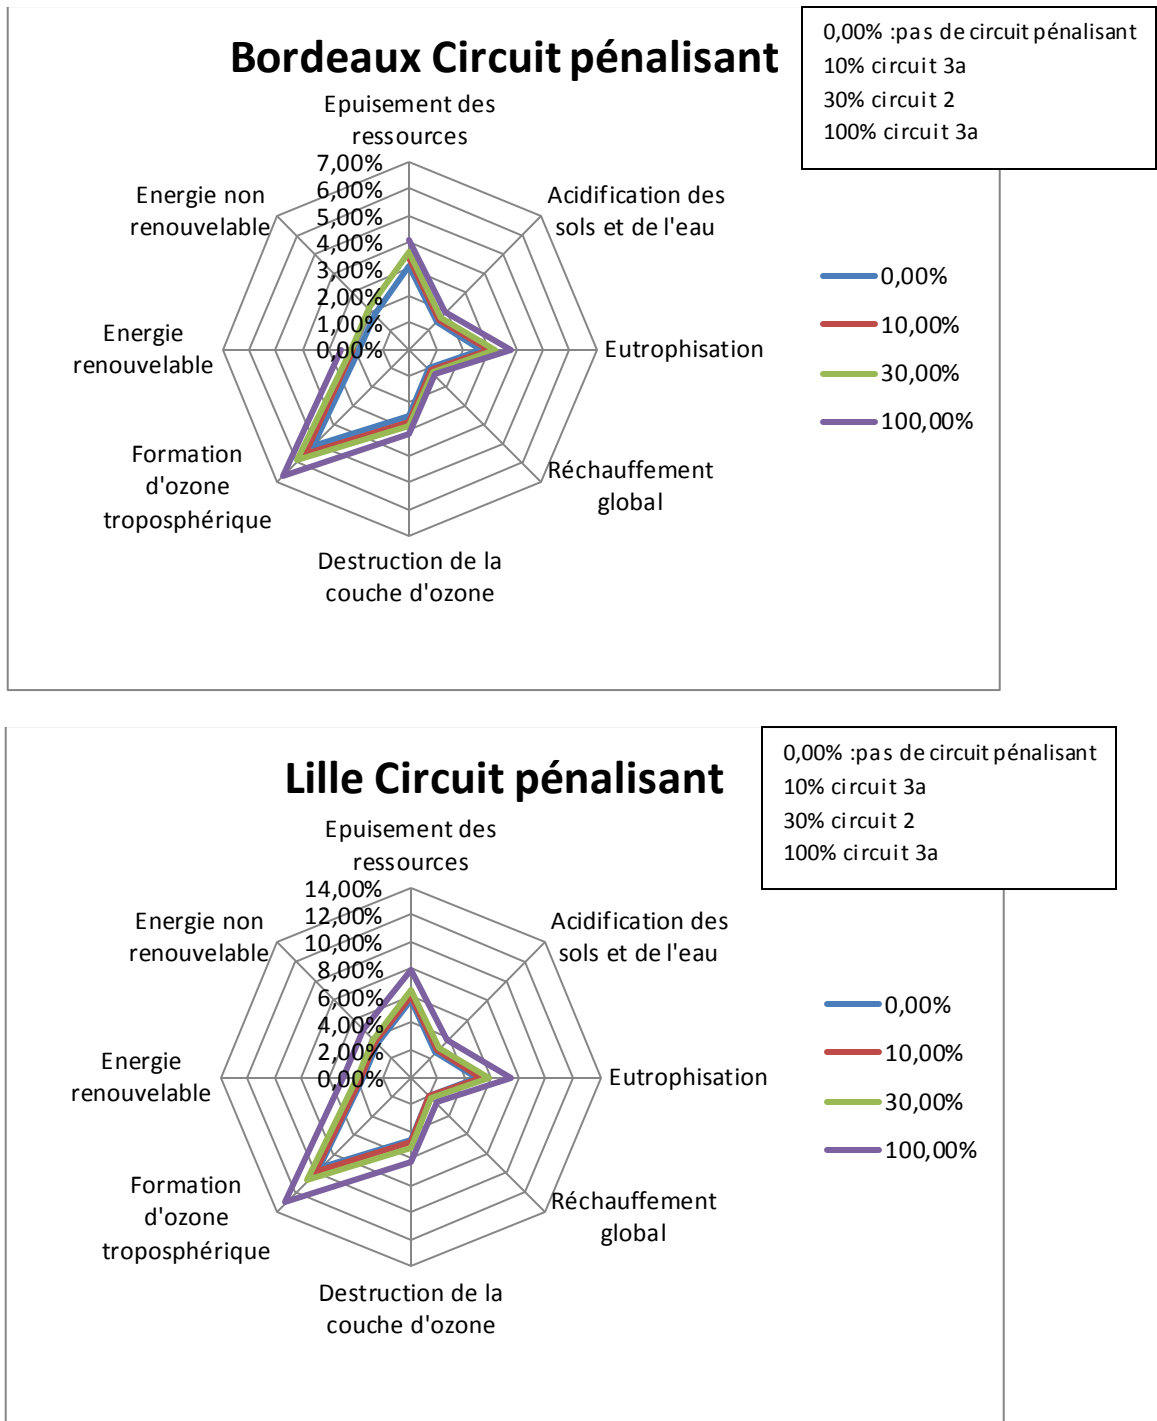 Bordeaux Circuit pénalisant
0,00% :pas de circuit pénalisant
10% circuit 3a
30% circuit 2
100% circuit 3a
Epuisement des
ressources
7,00%
6,00%
5,00%
4,00%
3,00%
2,00%
1,00%
0,00%
Acidification des
sols et de l'eau
Eutrophisation
Réchauffement
global
Destruction de la
couche d'ozone
Formation
d'ozone
troposphérique
Energie
renouvelable
Energie non
renouvelable
0,00%
10,00%
30,00%
100,00%
Lille Circuit pénalisant
0,00% :pas de circuit pénalisant
10% circuit 3a
30% circuit 2
100% circuit 3a
Epuisement des
ressources
14,00%
12,00%
10,00%
8,00%
6,00%
4,00%
2,00%
0,00%
Acidification des
sols et de l'eau
Eutrophisation
Réchauffement
global
Destruction de la
couche d'ozone
Formation
d'ozone
troposphérique
Energie
renouvelable
Energie non
renouvelable
0,00%
10,00%
30,00%
100,00%